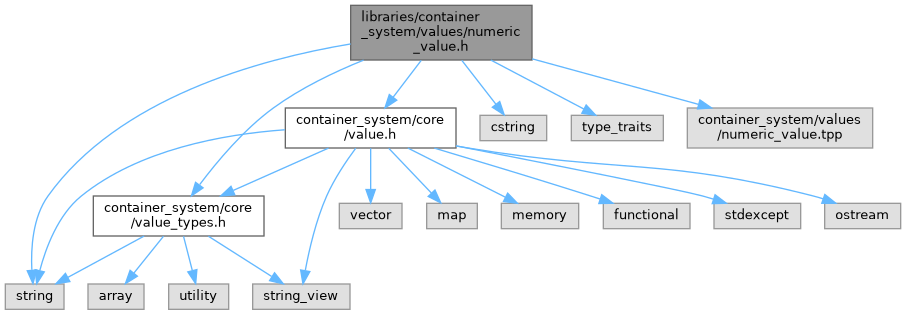 libraries/container
_system/values/numeric
_value.h
container_system/core
/value.h
cstring
type_traits
container_system/values
/numeric_value.tpp
container_system/core
/value_types.h
vector
map
memory
functional
stdexcept
ostream
string
array
utility
string_view